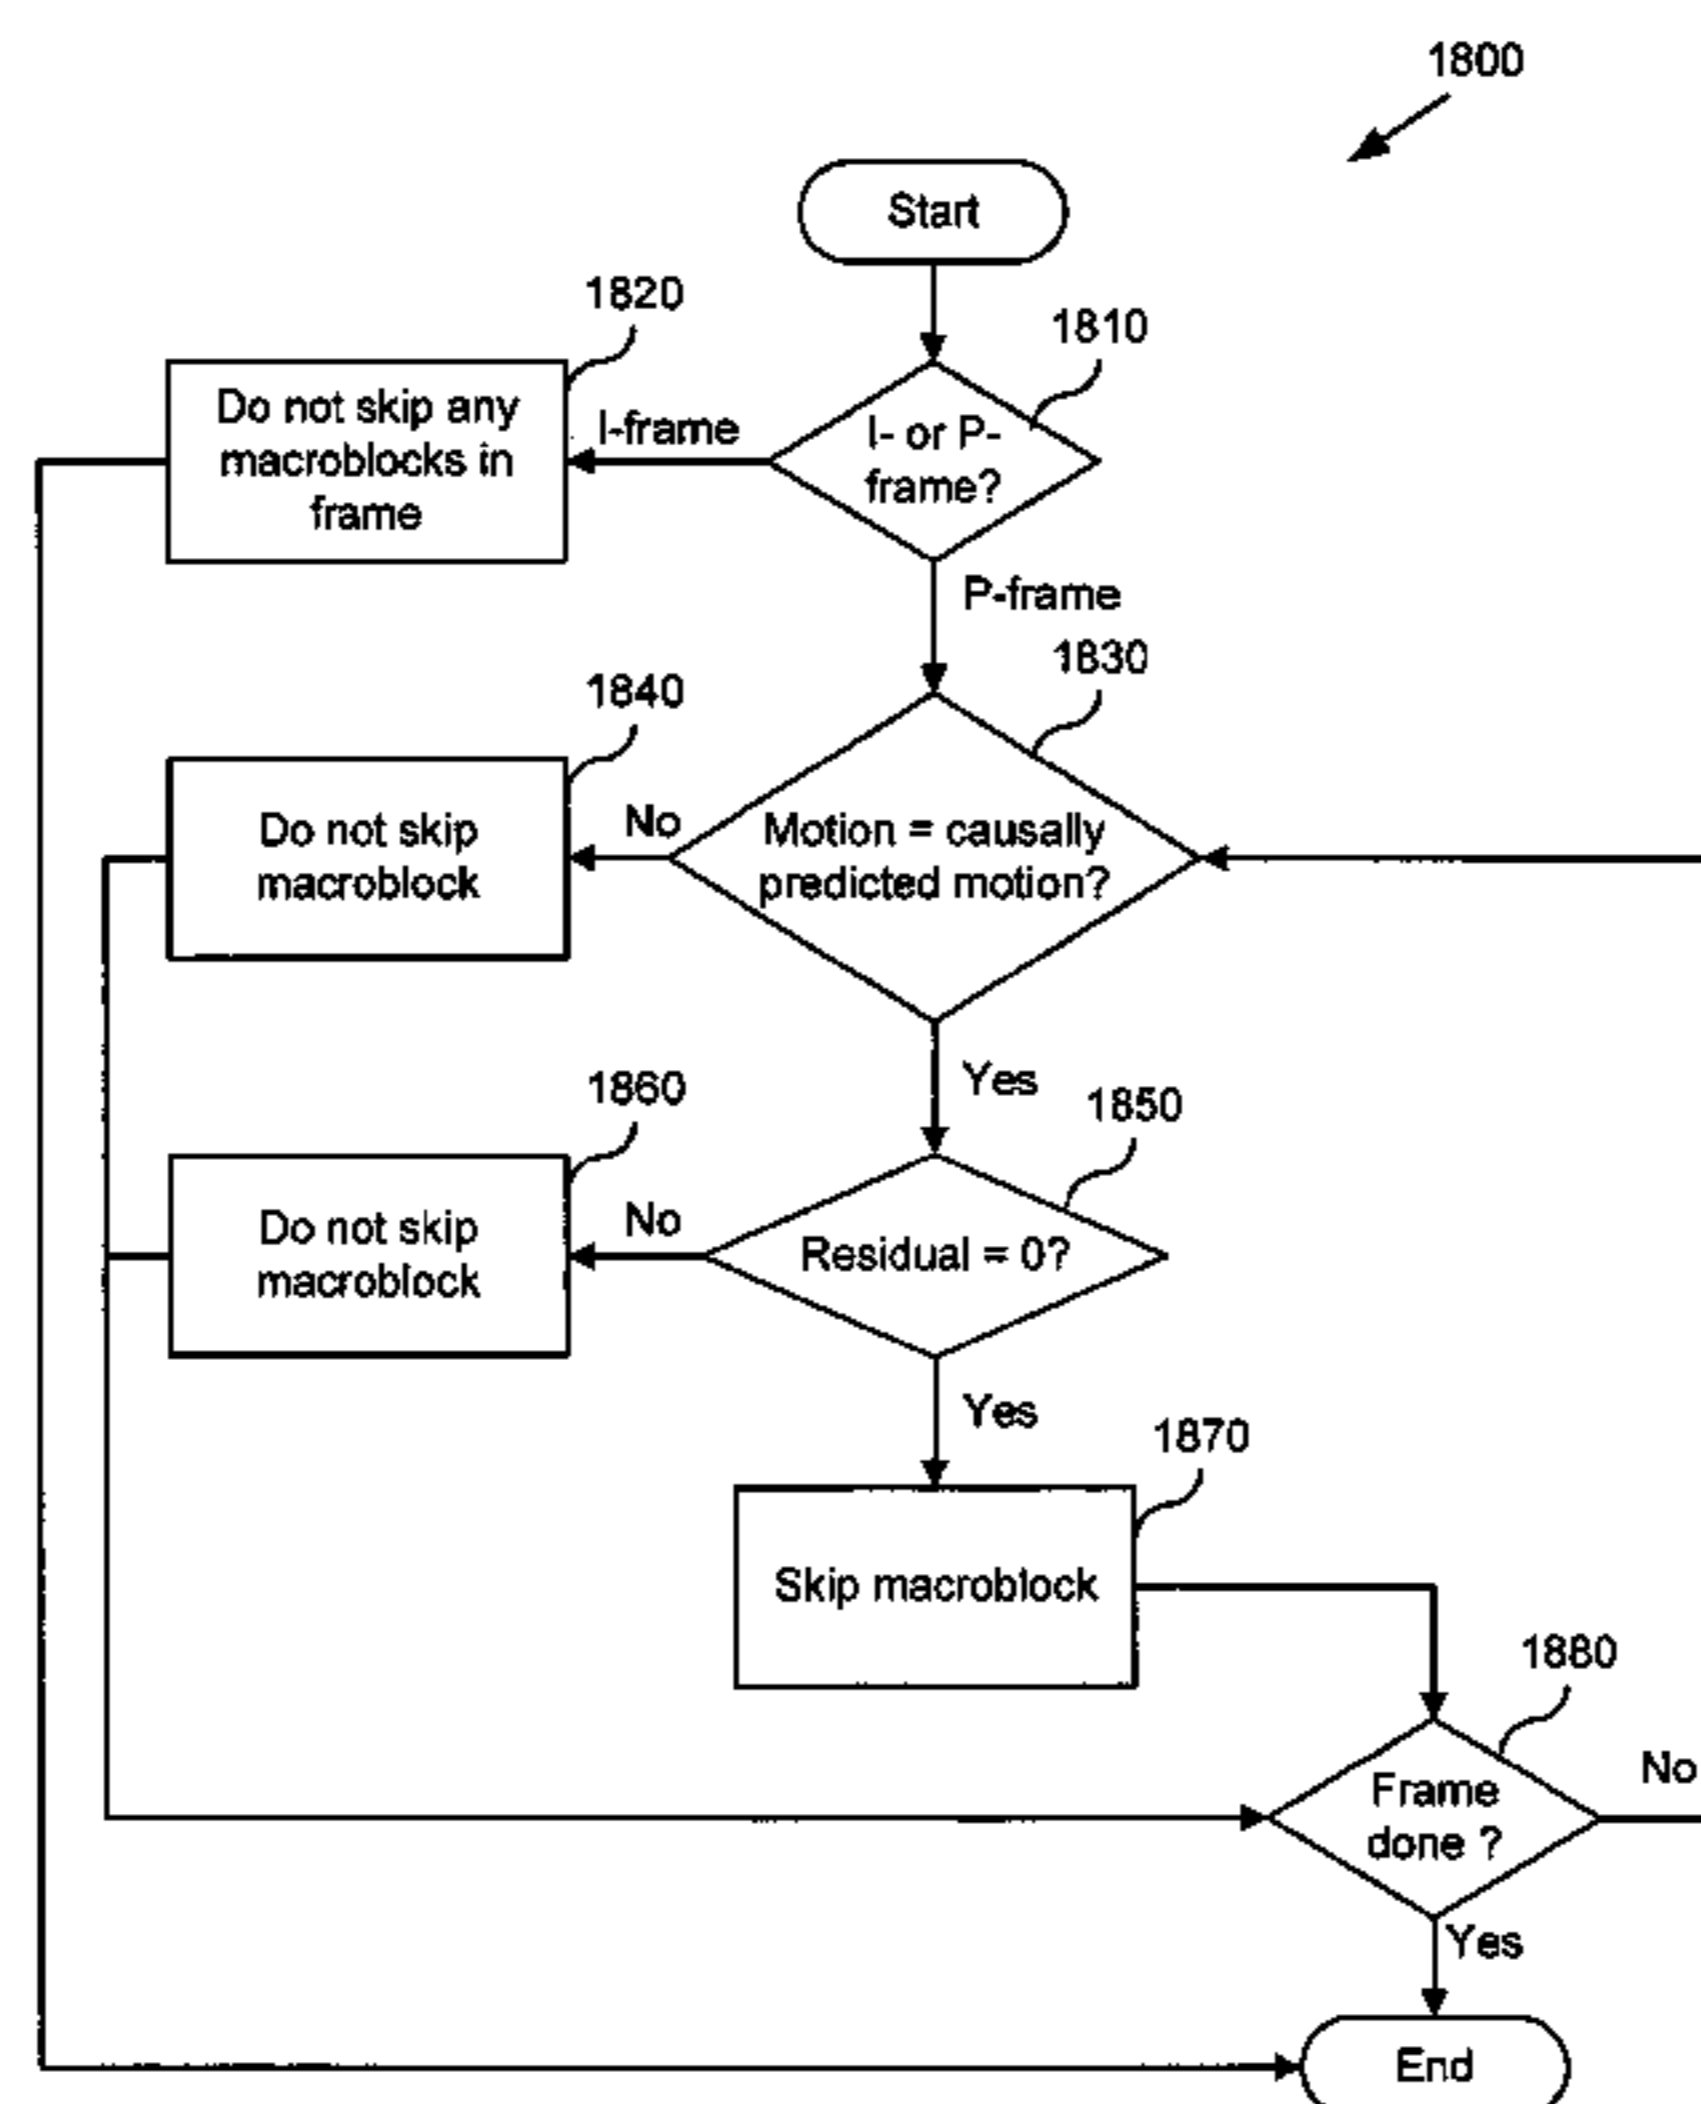 1800
Start
1820
1810
Do not skip any
macroblocks in
frame
I-frame
I- or P-
frame?
P-frame
1830
1840
Do not skip
macroblock
No
Motion = causally
predicted motion?
Yes
1850
1860
Do not skip
macroblock
No
Residual = 0?
Yes
1870
Skip macroblock
1880
Frame
done ?
No
Yes
End